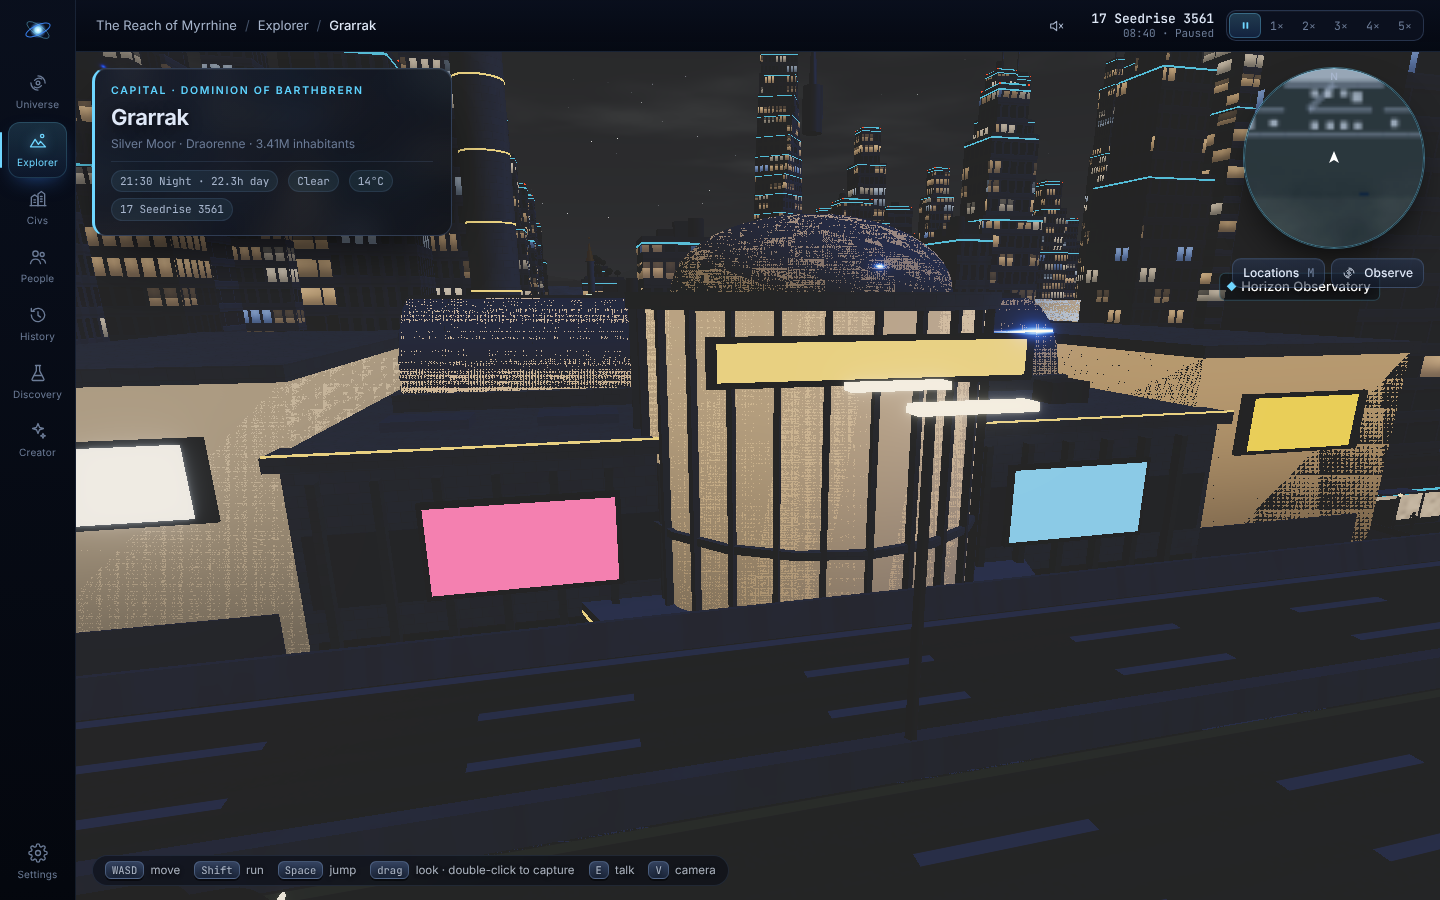 The Reach of Myrrhine / Explorer / Grarrak
17 Seedrise 3561
08:40 · Paused
1× 2× 3× 4× 5×
Universe
Explorer
Civs
People
History
Discovery
Creator
Settings
CAPITAL · DOMINION OF BARTHBRERN
Grarrak
Silver Moor · Draorenne · 3.41M inhabitants
21:30 Night · 22.3h day
Clear
14°C
17 Seedrise 3561
N
Locations M
Observe
Horizon Observatory
WASD move Shift run Space jump drag look · double-click to capture E talk V camera